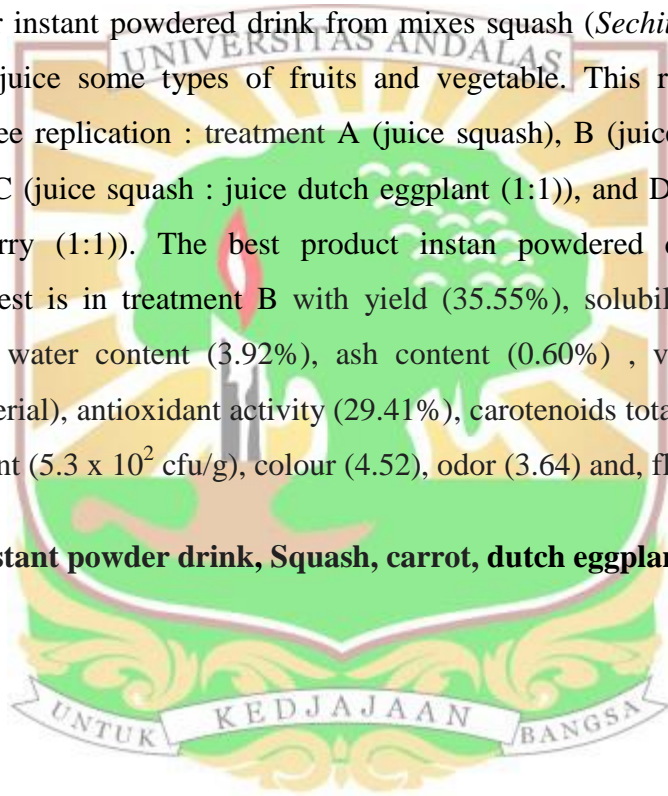 r instant powdered drink from mixes squash (Sechi
UNIVERSITAS ANDALAS
juice some types of fruits and vegetable. This r
ee replication : treatment A (juice squash), B (juice
C (juice squash : juice dutch eggplant (1:1)), and D
rry (1:1)). The best product instan powdered
est is in treatment B with yield (35.55%), solubil
water content (3.92%), ash content (0.60%) , v
erial), antioxidant activity (29.41%), carotenoids tota
nt (5.3 x 10² cfu/g), colour (4.52), odor (3.64) and, fl
stant powder drink, Squash, carrot, dutch eggplan
UNTUK KEDJAJAAN BANGSA